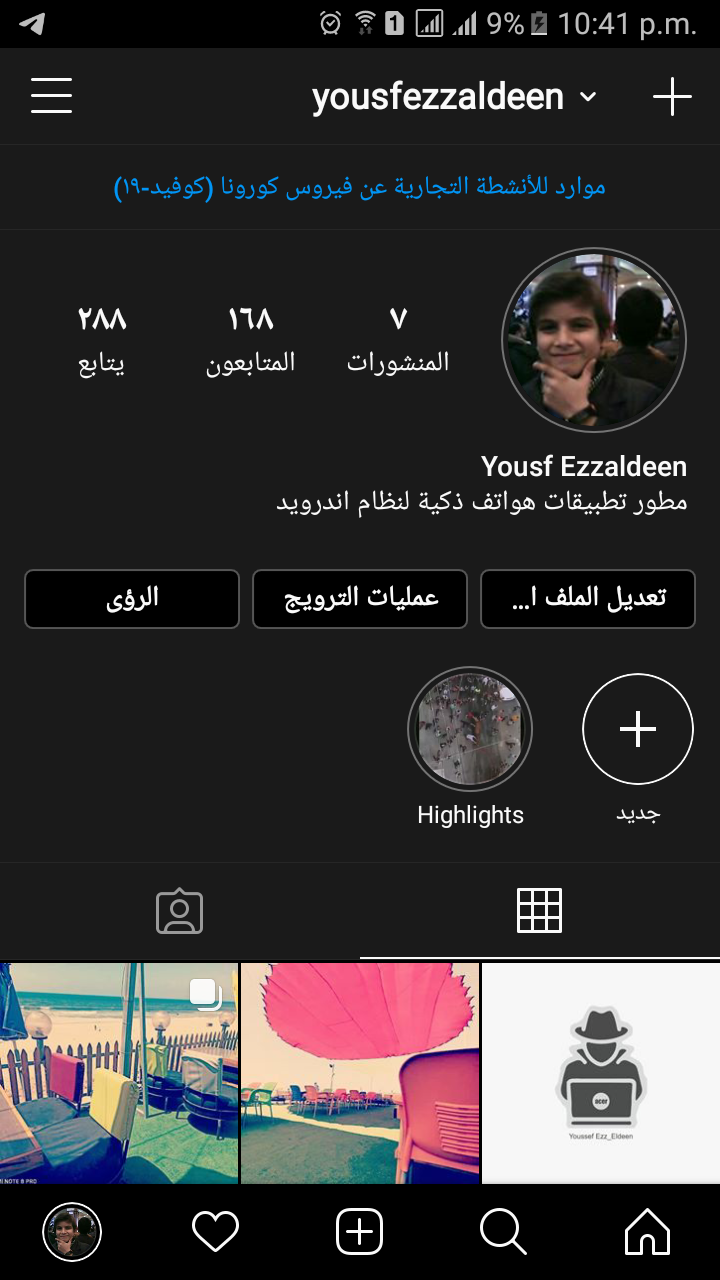 1 9% 10:41 p.m.
yousfezzaldeen
موارد للأنشطة التجارية عن فيروس كورونا (كوفيد-١٩)
٧ ١٦٨ ٢٨٨
المنشورات المتابعون يتابع
Yousf Ezzaldeen
مطور تطبيقات هواتف ذكية لنظام اندرويد
تعديل الملف ا... عمليات الترويج الرؤى
جديد Highlights
acer
Youssef Ezz_Eldeen
NOTE 8 PRO